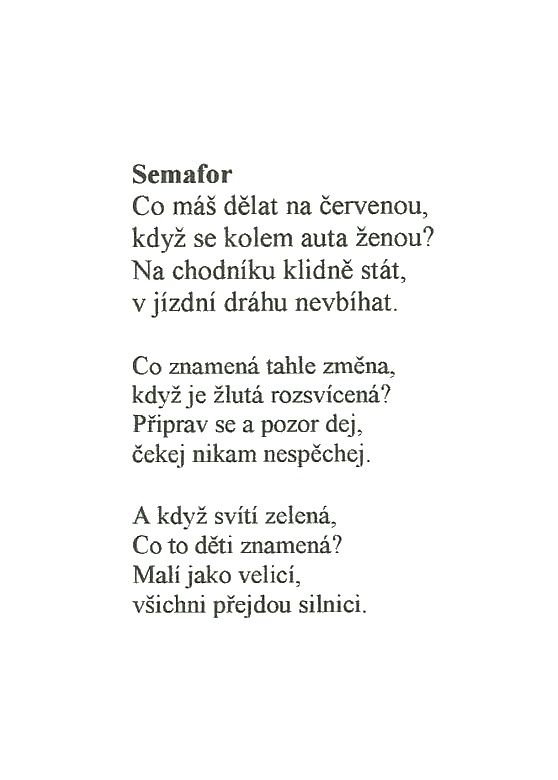 Semafor
Co máš dělat na červenou,
když se kolem auta ženou?
Na chodníku klidně stát,
v jízdní dráhu nevbíhat.

Co znamená tahle změna,
když je žlutá rozsvícená?
Připrav se a pozor dej,
čekej nikam nespěchej.

A když svítí zelená,
Co to děti znamená?
Malí jako velicí,
všichni přejdou silnici.